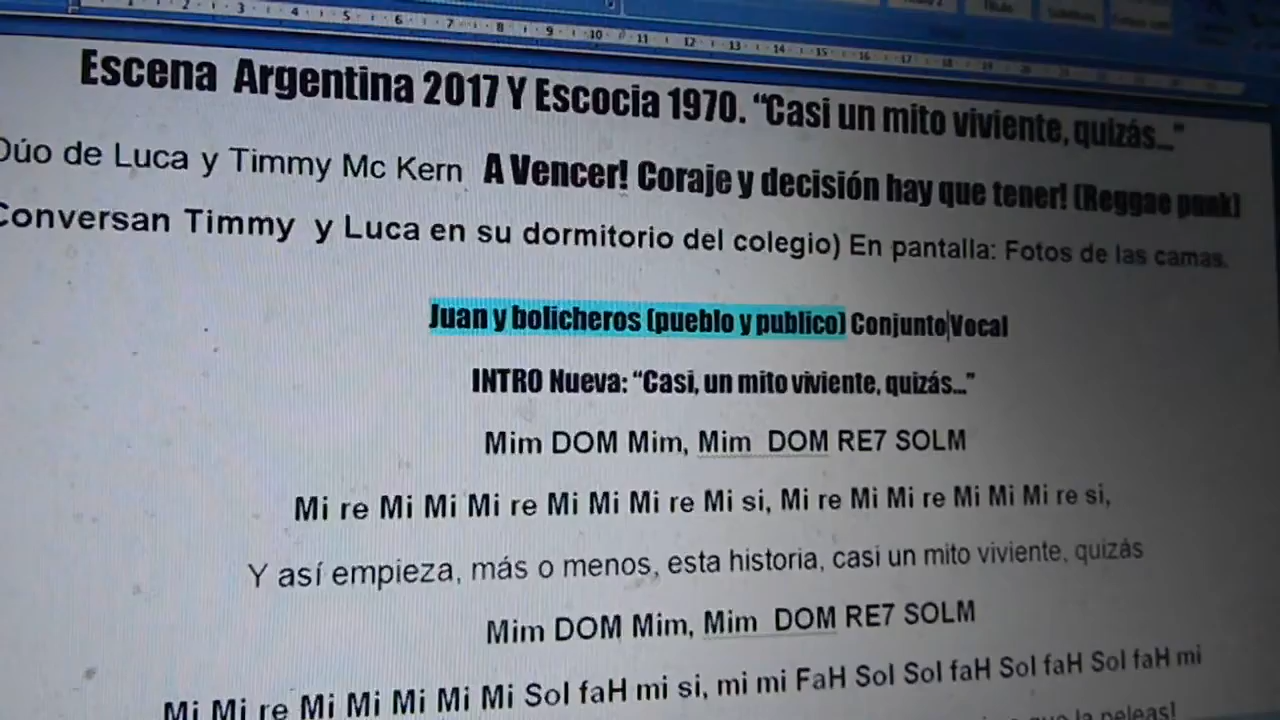 Escena Argentina 2017 Y Escocia 1970. “Casi un mito viviente, quizás...”
Dúo de Luca y Timmy Mc Kern A Vencer! Coraje y decisión hay que tener! (Reggae punk)
Conversan Timmy y Luca en su dormitorio del colegio) En pantalla: Fotos de las camas.
Juan y bolicheros (pueblo y publico) Conjunto Vocal
INTRO Nueva: “Casi, un mito viviente, quizás...”
Mim DOM Mim, Mim DOM RE7 SOLM
Mi re Mi Mi Mi re Mi Mi Mi re Mi si, Mi re Mi Mi re Mi Mi Mi re si,
Y así empieza, más o menos, esta historia, casi un mito viviente, quizás
Mim DOM Mim, Mim DOM RE7 SOLM
Mi Mi re Mi Mi Mi Mi Mi Sol faH mi si, mi mi FaH Sol Sol faH Sol faH Sol faH mi
la peleas!